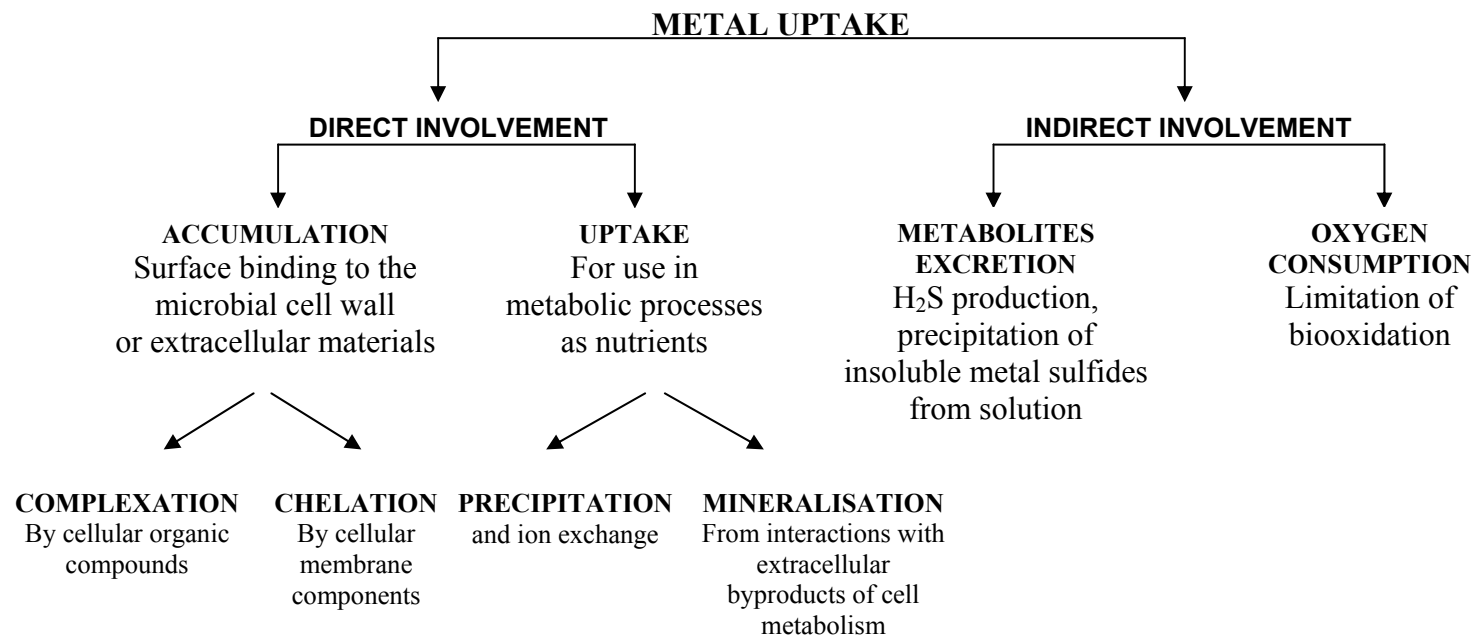 METAL UPTAKE
DIRECT INVOLVEMENT
INDIRECT INVOLVEMENT
ACCUMULATION
Surface binding to the
microbial cell wall
or extracellular materials
UPTAKE
For use in
metabolic processes
as nutrients
METABOLITES
EXCRETION
H₂S production,
precipitation of
insoluble metal sulfides
from solution
OXYGEN
CONSUMPTION
Limitation of
biooxidation
COMPLEXATION
By cellular organic
compounds
CHELATION
By cellular
membrane
components
PRECIPITATION
and ion exchange
MINERALISATION
From interactions with
extracellular
byproducts of cell
metabolism